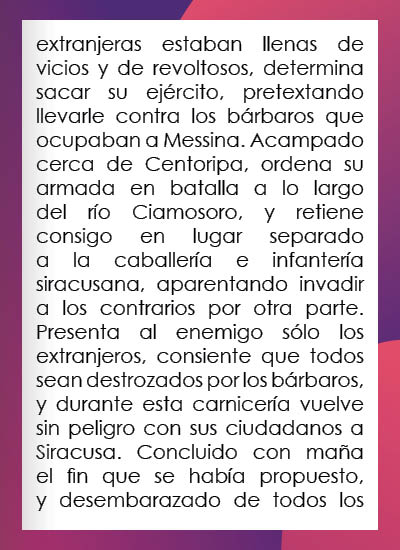 extranjeras estaban llenas de
vicios y de revoltosos, determina
sacar su ejército, pretextando
llevarle contra los bárbaros que
ocupaban a Messina. Acampado
cerca de Centoripa, ordena su
armada en batalla a lo largo
del río Ciamosoro, y retiene
consigo en lugar separado
a la caballería e infantería
siracusana, aparentando invadir
a los contrarios por otra parte.
Presenta al enemigo sólo los
extranjeros, consiente que todos
sean destrozados por los bárbaros,
y durante esta carnicería vuelve
sin peligro con sus ciudadanos a
Siracusa. Concluido con maña
el fin que se había propuesto,
y desembarazado de todos los